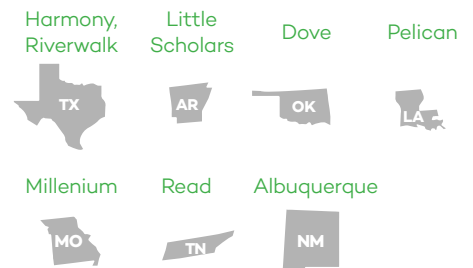 Harmony,
Riverwalk
Little
Scholars
Dove
Pelican
TX
AR
OK
LA
Millenium
Read
Albuquerque
MO
TN
NM